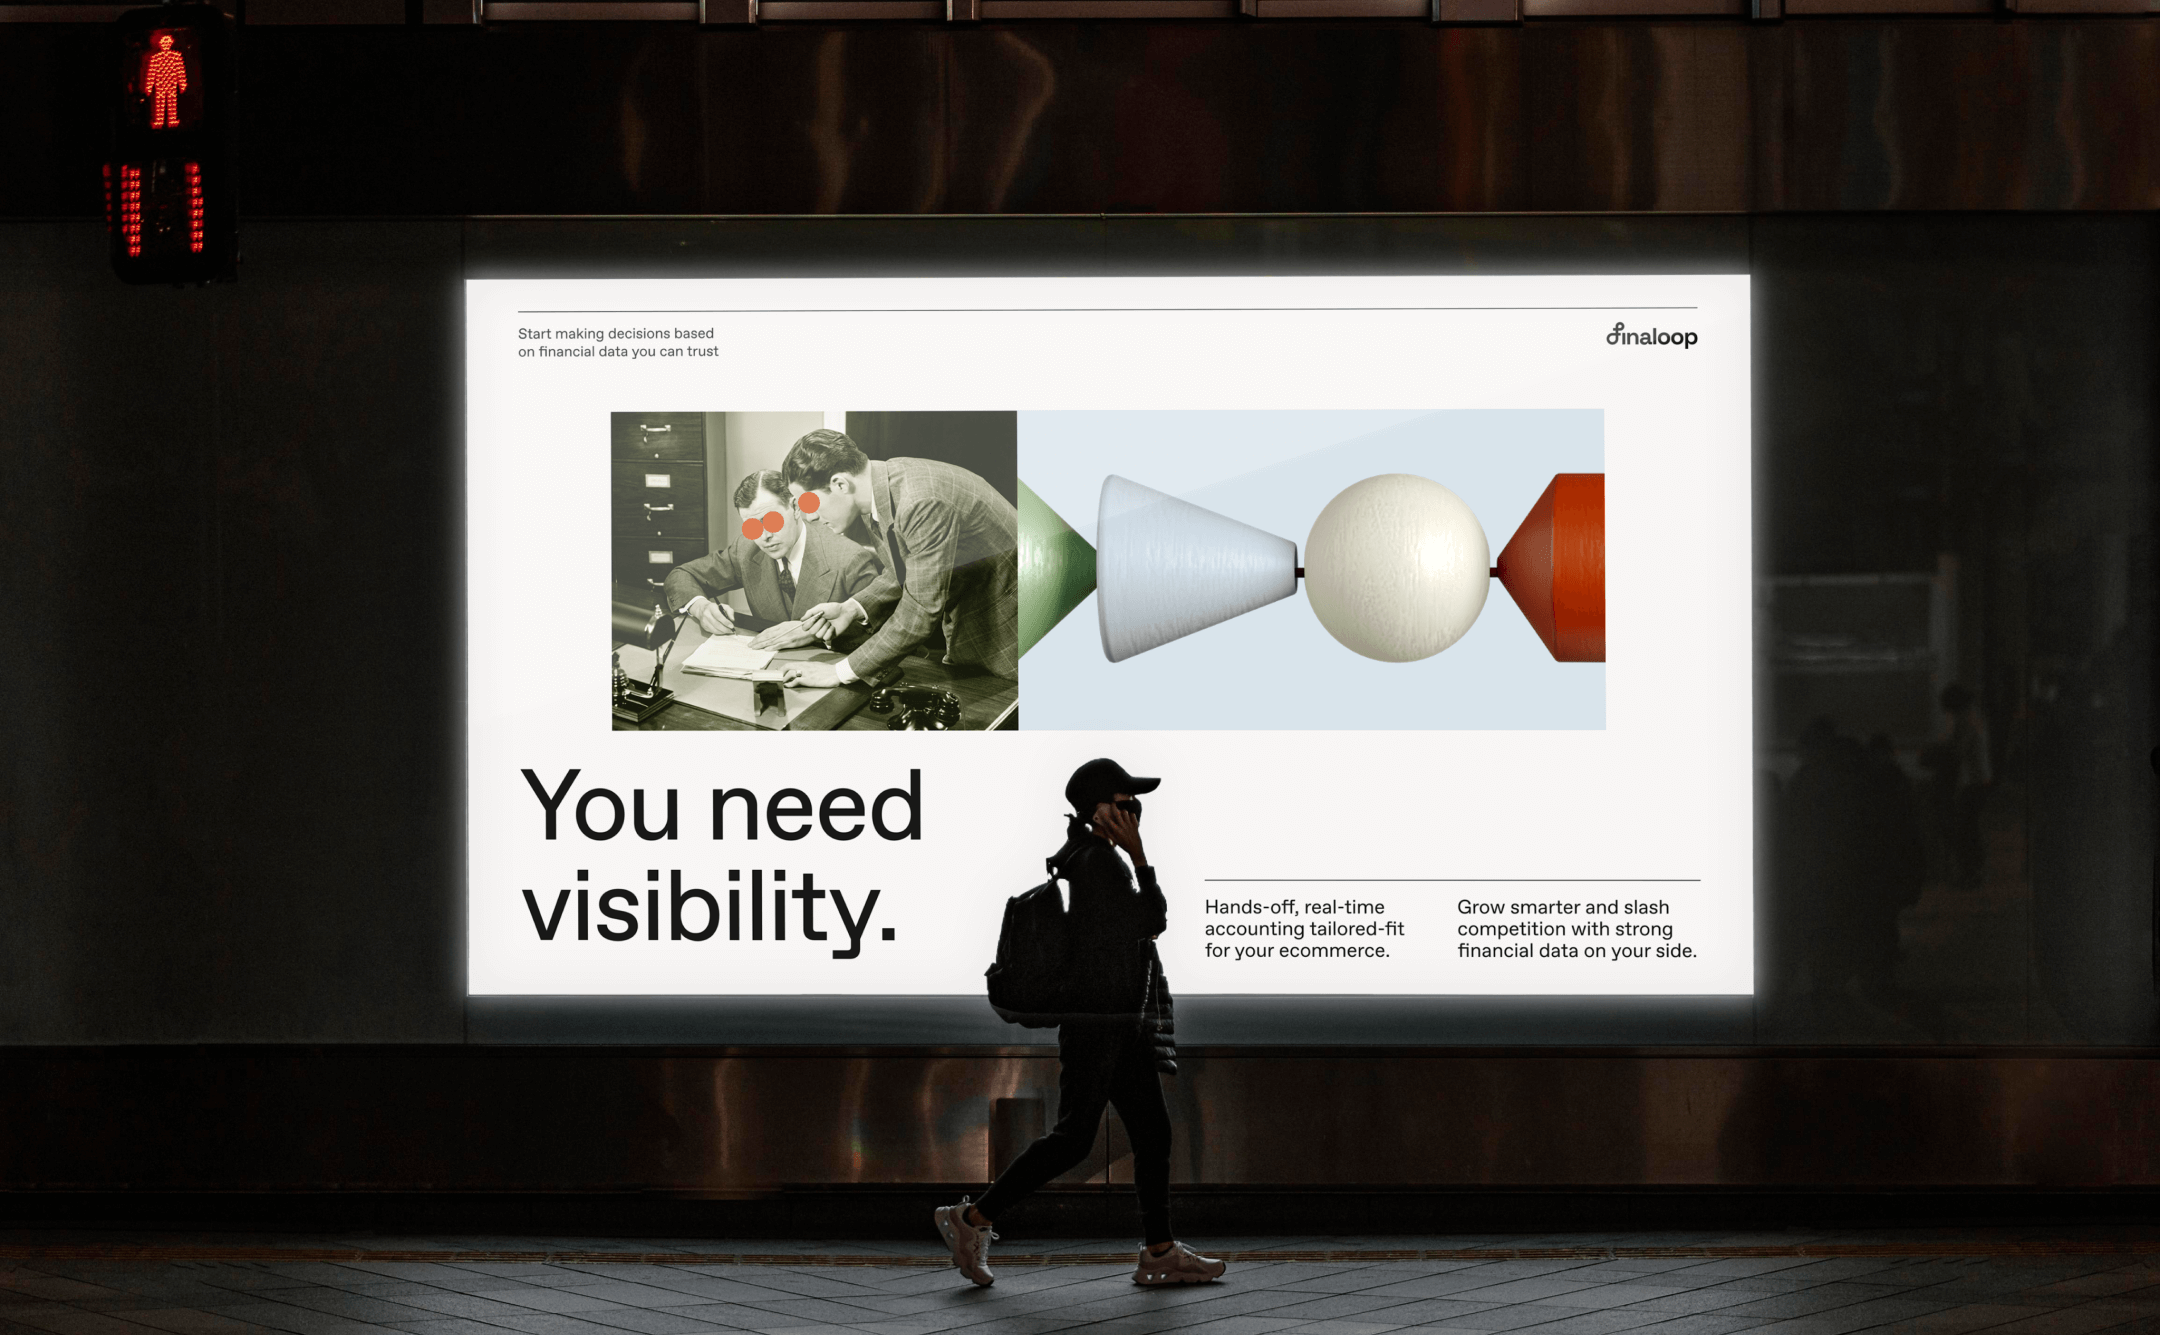 Start making decisions based
on financial data you can trust
finaloop
You need
visibility.
Hands-off, real-time
accounting tailored-fit
for your ecommerce.
Grow smarter and slash
competition with strong
financial data on your side.